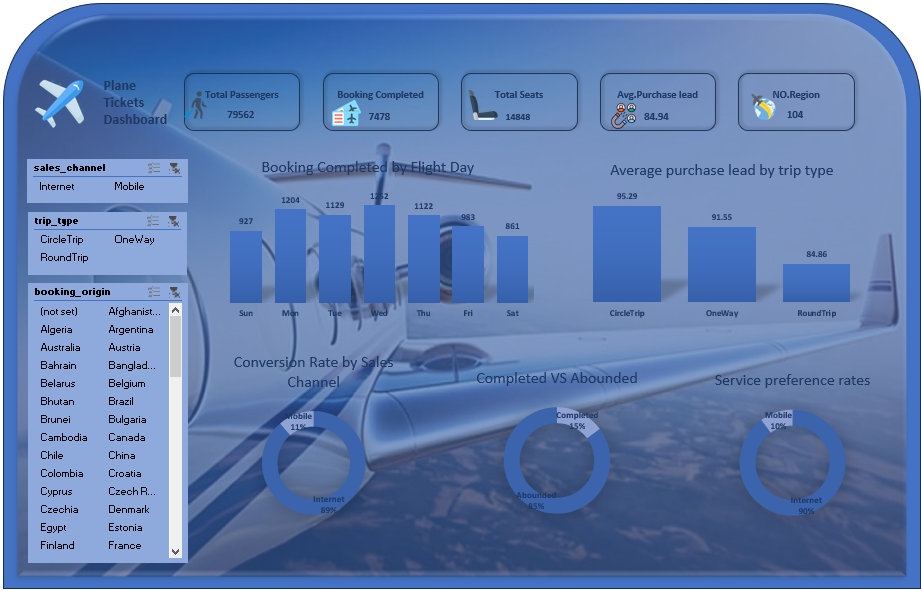 Plane
Tickets
Dashboard
Total Passengers
79562
Booking Completed
7478
Total Seats
14848
Avg.Purchase lead
84.94
NO.Region
104
sales_channel
Internet Mobile
trip_type
CircleTrip OneWay
RoundTrip
booking_origin
(not set) Afghanist...
Algeria Argentina
Australia Austria
Bahrain Banglad...
Belarus Belgium
Bhutan Brazil
Brunei Bulgaria
Cambodia Canada
Chile China
Colombia Croatia
Cyprus Czech R...
Czechia Denmark
Egypt Estonia
Finland France
Booking Completed by Flight Day
927 1204 1129 1252 1122 983 861
Sun Mon Tue Wed Thu Fri Sat
Average purchase lead by trip type
95.29 91.55 84.86
CircleTrip OneWay RoundTrip
Conversion Rate by Sales
Channel
Mobile
11%
Internet
89%
Completed VS Abounded
Completed
15%
Abounded
85%
Service preference rates
Mobile
10%
Internet
90%